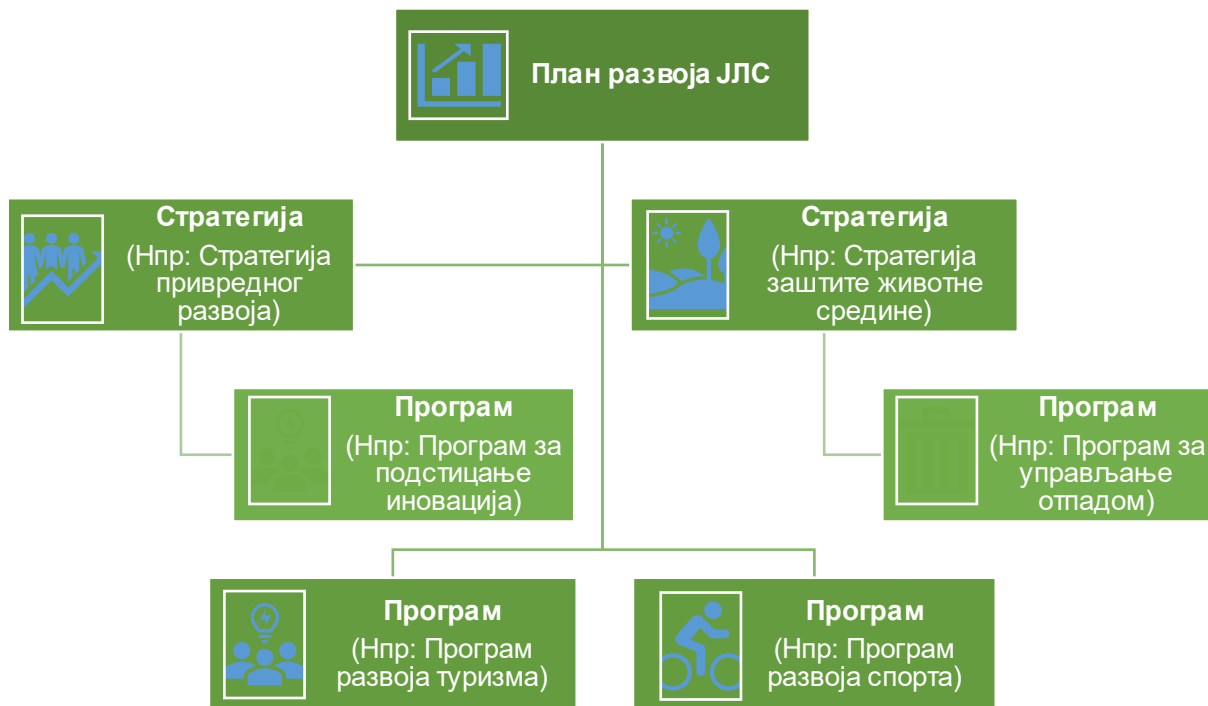 План развоја ЈЛС
Стратегија
(Нпр: Стратегија
привредног
развоја)
Стратегија
(Нпр: Стратегија
заштите животне
средине)
Програм
(Нпр: Програм за
подстицање
иновација)
Програм
(Нпр: Програм за
управљање
отпадом)
Програм
(Нпр: Програм
развоја туризма)
Програм
(Нпр: Програм
развоја спорта)